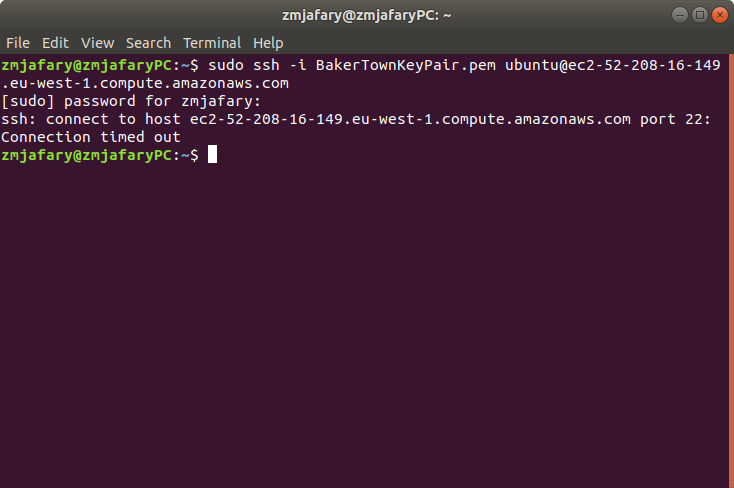 zmjafary@zmjafaryPC: ~
File Edit View Search Terminal Help
zmjafary@zmjafaryPC:~$ sudo ssh -i BakerTownKeyPair.pem ubuntu@ec2-52-208-16-149
.eu-west-1.compute.amazonaws.com
[sudo] password for zmjafary:
ssh: connect to host ec2-52-208-16-149.eu-west-1.compute.amazonaws.com port 22:
Connection timed out
zmjafary@zmjafaryPC:~$